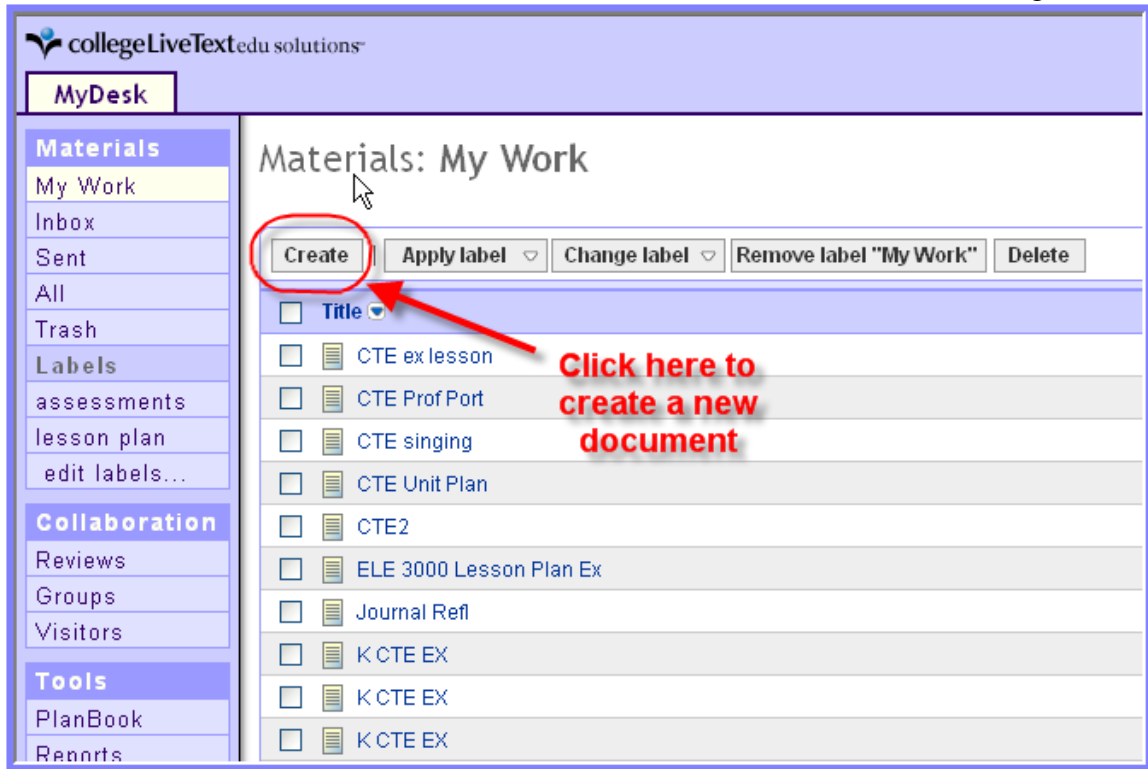 collegeLiveText edu solutions
MyDesk
Materials
My Work
Inbox
Sent
All
Trash
Labels
assessments
lesson plan
edit labels...
Collaboration
Reviews
Groups
Visitors
Tools
PlanBook
Reports
Materials: My Work
Create | Apply label Change label Remove label "My Work" Delete
Title
CTE ex lesson
CTE Prof Port
CTE singing
CTE Unit Plan
CTE2
ELE 3000 Lesson Plan Ex
Journal Refl
K CTE EX
K CTE EX
K CTE EX
Click here to
create a new
document